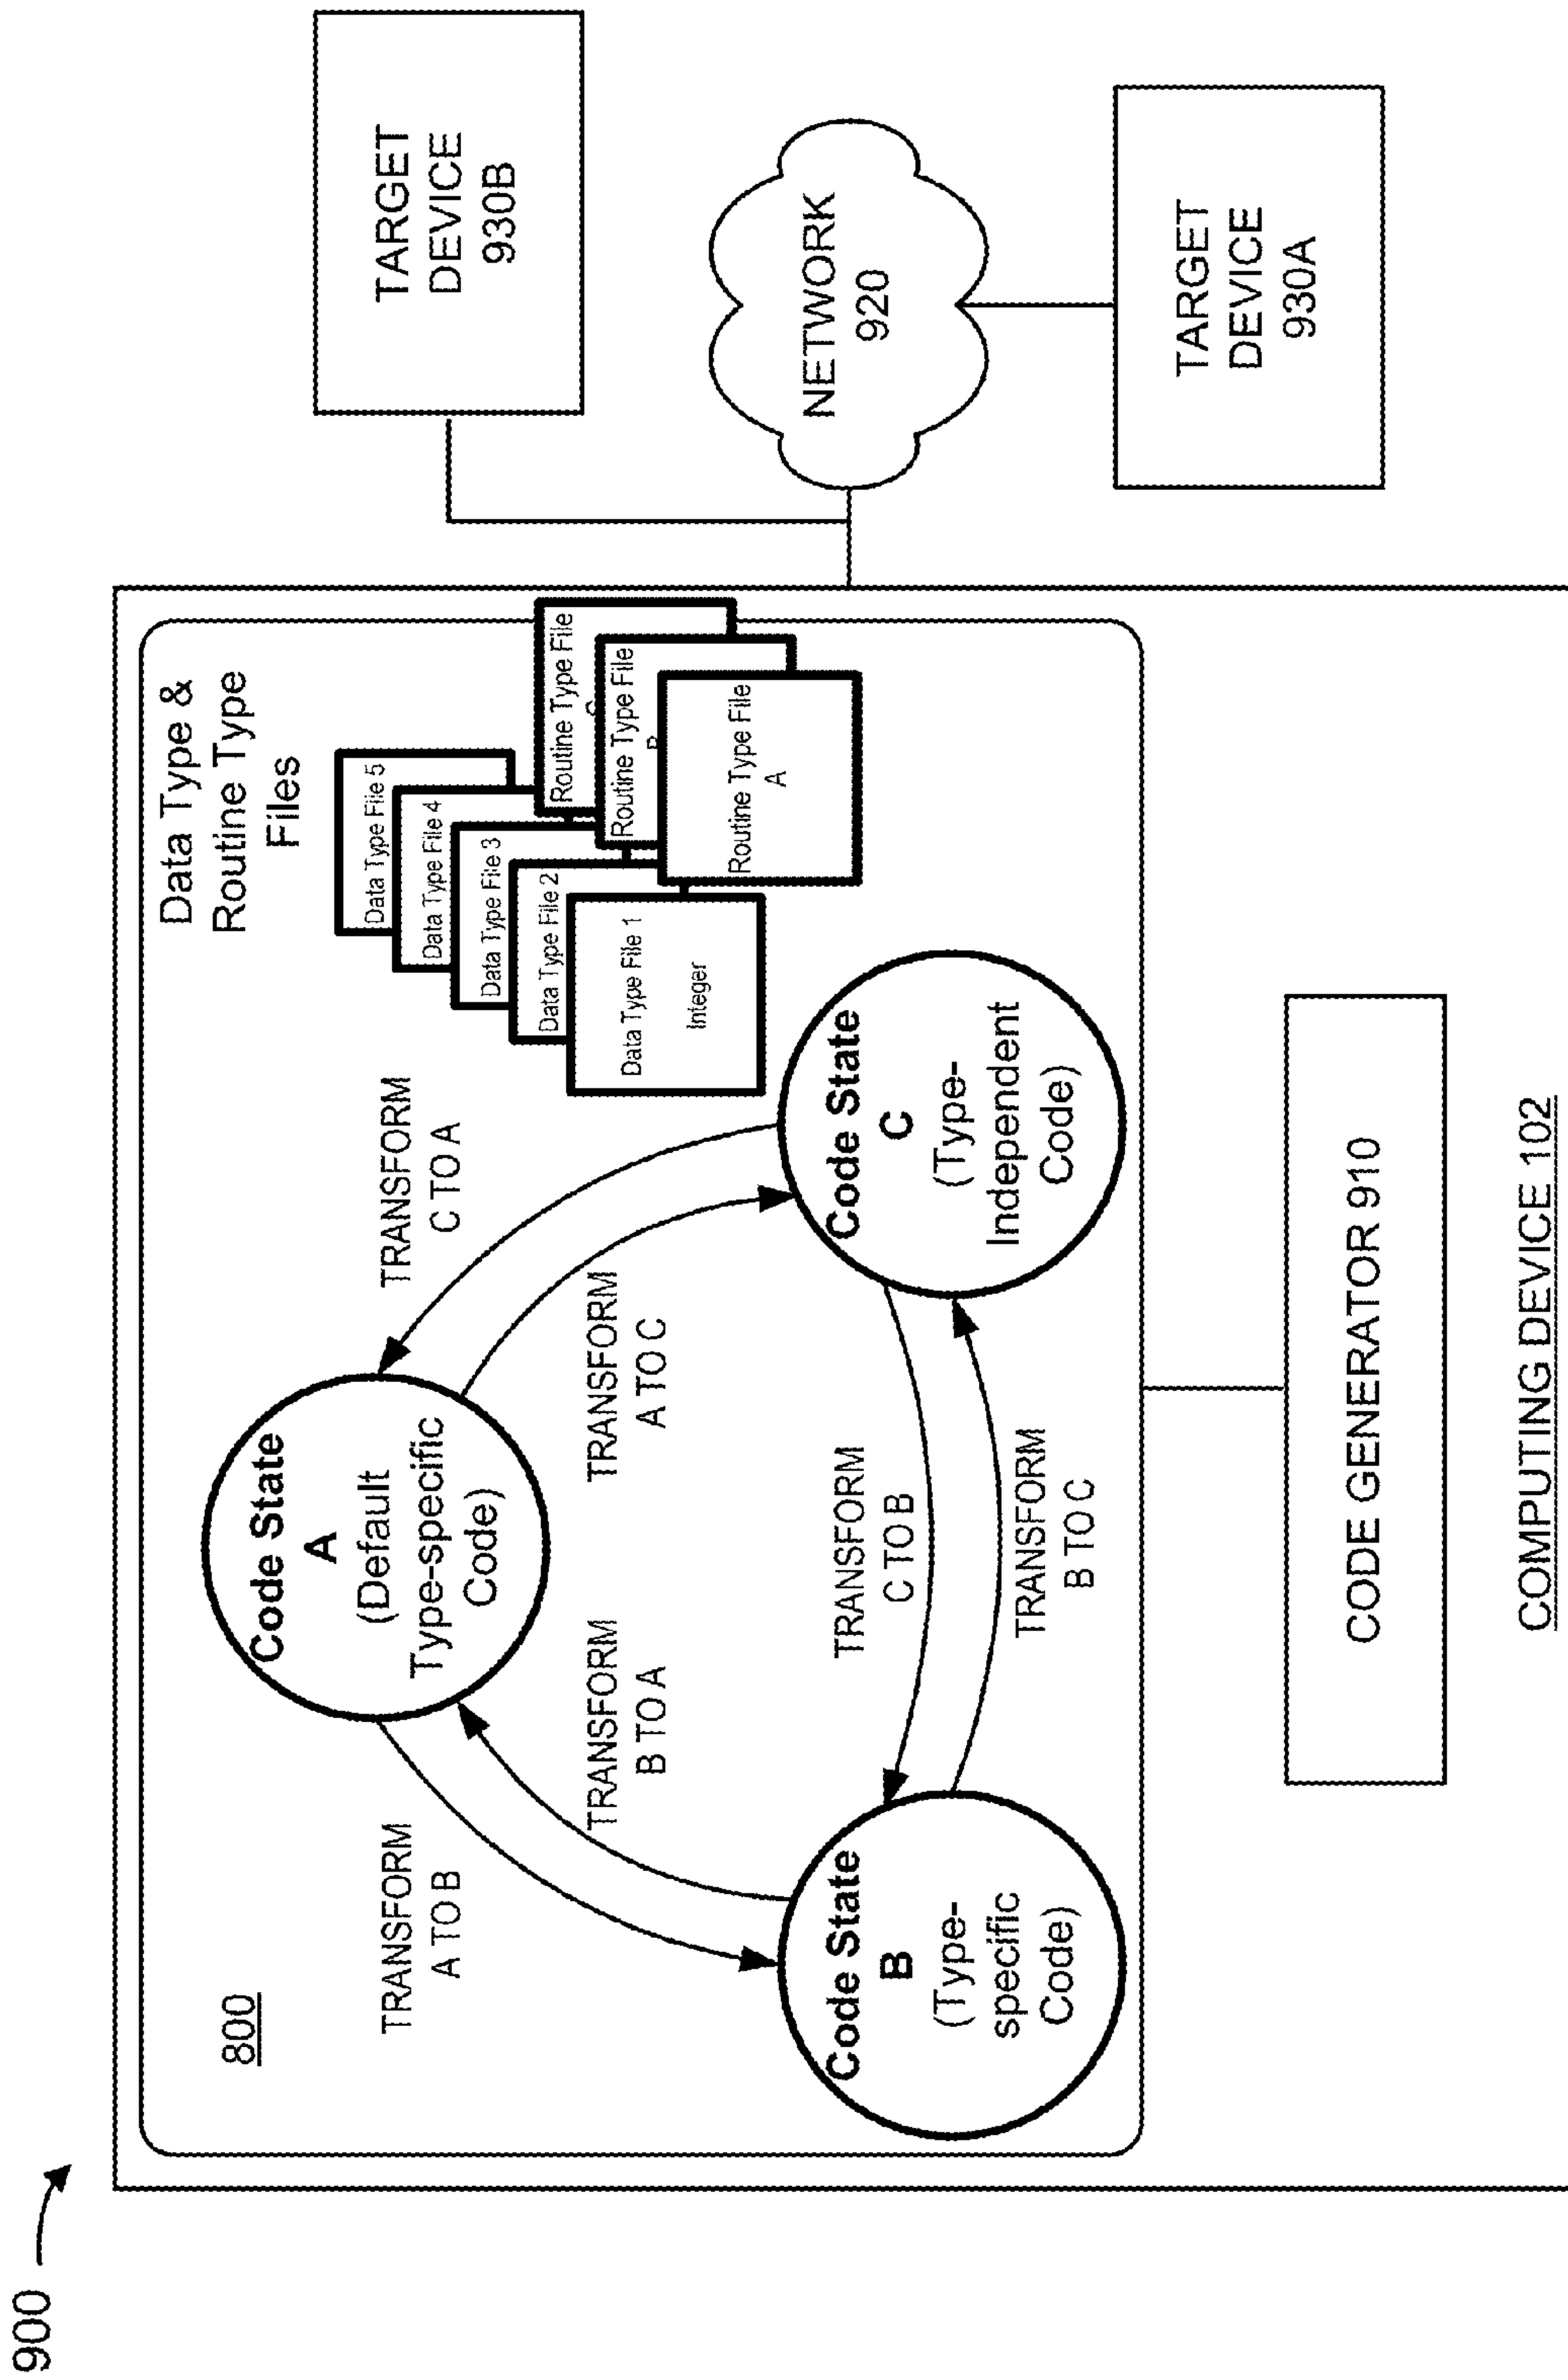 900
800
Data Type &
Routine Type
Files
Data Type File 5
Data Type File 4
Data Type File 3
Data Type File 2
Data Type File 1
Integer
Routine Type File
Routine Type File
Routine Type File
A
Code State
A
(Default
Type-specific
Code)
TRANSFORM
A TO B
TRANSFORM
B TO A
TRANSFORM
C TO A
TRANSFORM
A TO C
TRANSFORM
C TO B
TRANSFORM
B TO C
Code State
B
(Type-
specific
Code)
Code State
C
(Type-
Independent
Code)
CODE GENERATOR 910
COMPUTING DEVICE 102
TARGET
DEVICE
930B
NETWORK
920
TARGET
DEVICE
930A